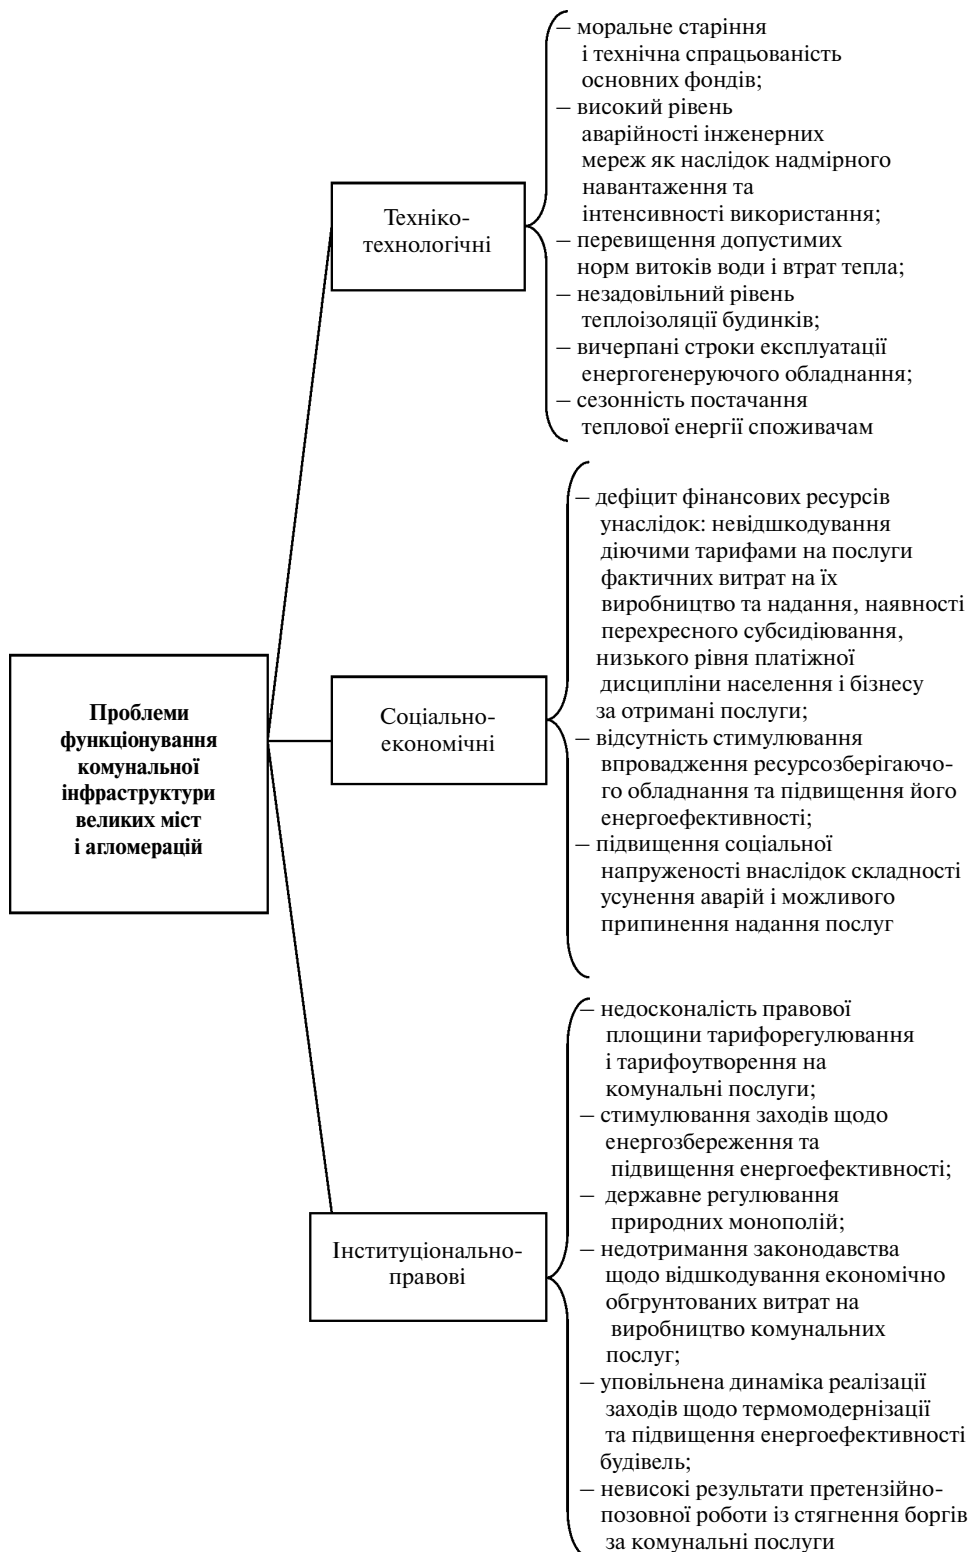 Проблеми
функціонування
комунальної
інфраструктури
великих міст
і агломерацій
Техніко-
технологічні
– моральне старіння
і технічна спрацьованість
основних фондів;
– високий рівень
аварійності інженерних
мереж як наслідок надмірного
навантаження та
інтенсивності використання;
– перевищення допустимих
норм витоків води і втрат тепла;
– незадовільний рівень
теплоізоляції будинків;
– вичерпані строки експлуатації
енергогенеруючого обладнання;
– сезонність постачання
теплової енергії споживачам
Соціально-
економічні
– дефіцит фінансових ресурсів
унаслідок: невідшкодування
діючими тарифами на послуги
фактичних витрат на їх
виробництво та надання, наявності
перехресного субсидіювання,
низького рівня платіжної
дисципліни населення і бізнесу
за отримані послуги;
– відсутність стимулювання
впровадження ресурсозберігаючо-
го обладнання та підвищення його
енергоефективності;
– підвищення соціальної
напруженості внаслідок складності
усунення аварій і можливого
припинення надання послуг
Інституціонально-
правові
– недосконалість правової
площини тарифорегулювання
і тарифоутворення на
комунальні послуги;
– стимулювання заходів щодо
енергозбереження та
підвищення енергоефективності;
– державне регулювання
природних монополій;
– недотримання законодавства
щодо відшкодування економічно
обгрунтованих витрат на
виробництво комунальних
послуг;
– уповільнена динаміка реалізації
заходів щодо термомодернізації
та підвищення енергоефективності
будівель;
– невисокі результати претензійно-
позовної роботи із стягнення боргів
за комунальні послуги